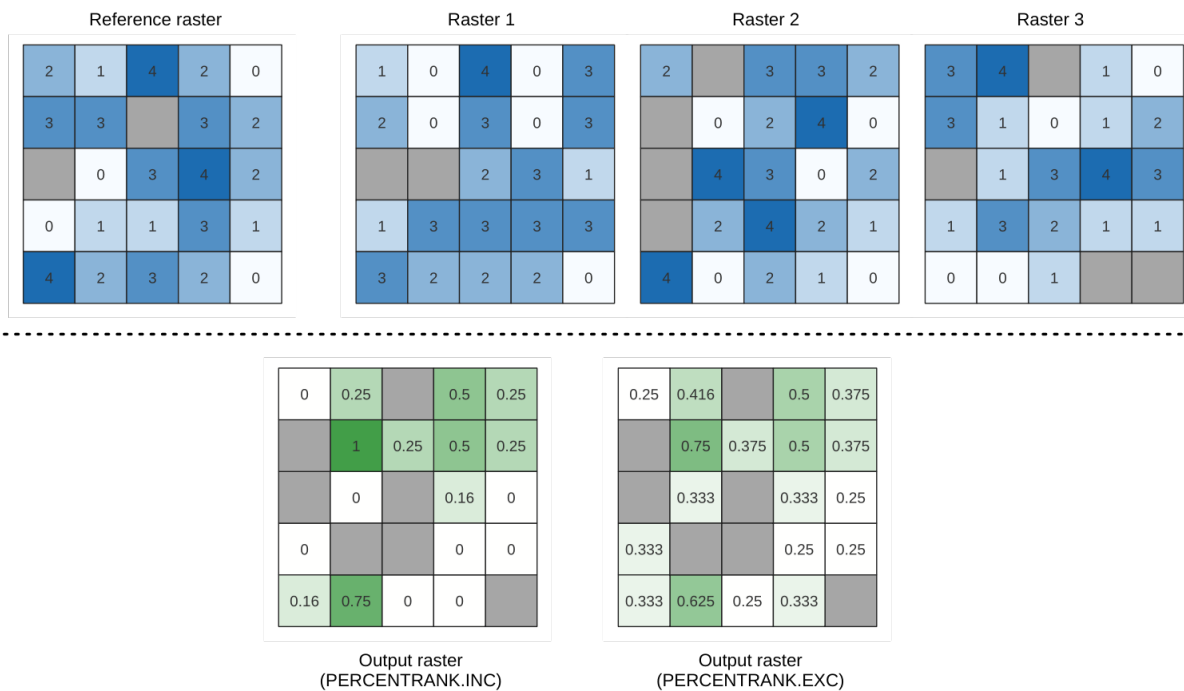 Reference raster Raster 1 Raster 2 Raster 3
2 1 4 2 0 1 0 4 0 3 2 3 3 2 3 4 1 0
3 3 3 2 2 0 3 0 3 0 2 4 0 3 1 0 1 2
0 3 4 2 2 3 1 4 3 0 2 1 3 4 3
0 1 1 3 1 1 3 3 3 3 2 4 2 1 1 3 2 1 1
4 2 3 2 0 3 2 2 2 0 4 0 2 1 0 0 0 1
0 0.25 0.5 0.25 0.25 0.416 0.5 0.375
1 0.25 0.5 0.25 0.75 0.375 0.5 0.375
0 0.16 0 0.333 0.333 0.25
0 0 0 0.333 0.25 0.25
0.16 0.75 0 0 0.333 0.625 0.25 0.333
Output raster Output raster
(PERCENTRANK.INC) (PERCENTRANK.EXC)